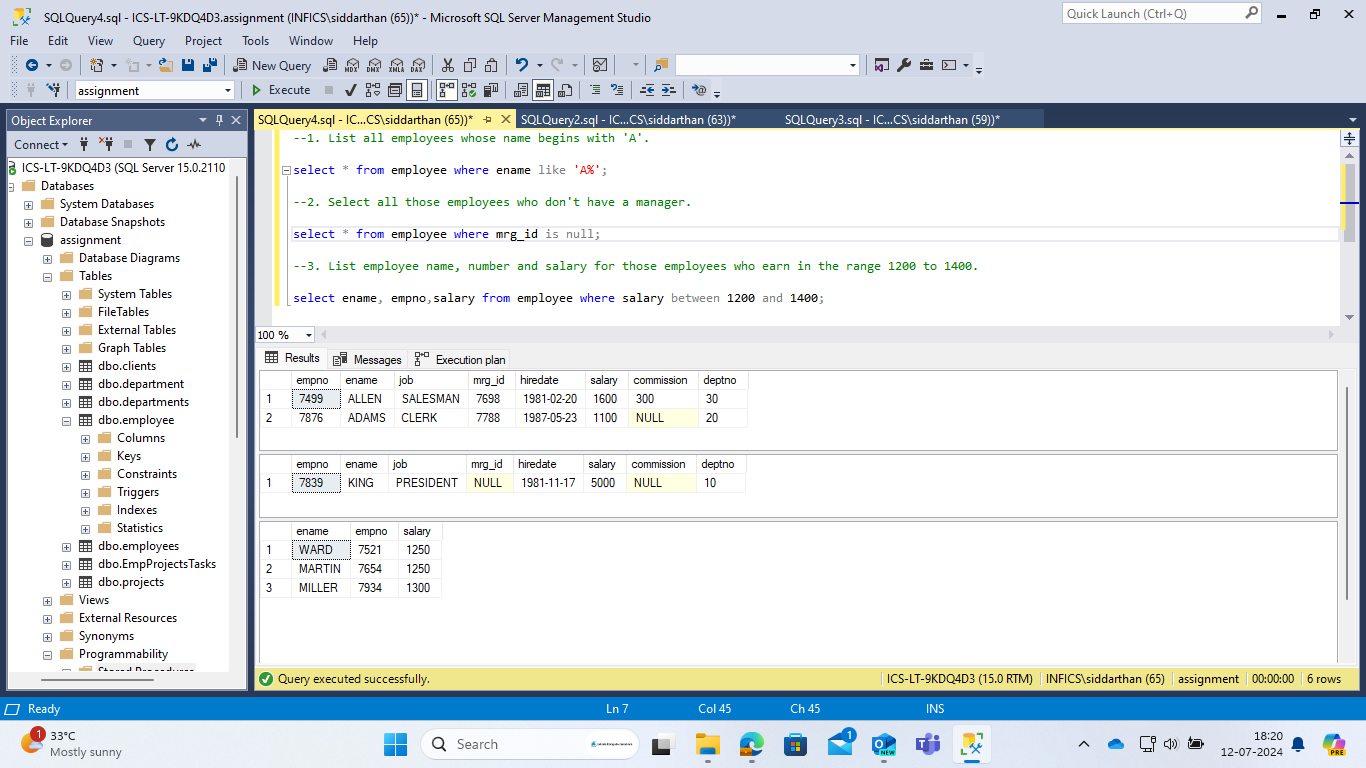 SQLQuery4.sql - ICS-LT-9KDQ4D3.assignment (INFICS\siddarthan (65))* - Microsoft SQL Server Management Studio
Quick Launch (Ctrl+Q)
File Edit View Query Project Tools Window Help
New Query MDX DMX XMLA DAX
assignment Execute
Object Explorer
SQLQuery4.sql - IC...CS\siddarthan (65))* SQLQuery2.sql - IC...CS\siddarthan (63))* SQLQuery3.sql - IC...CS\siddarthan (59))*
Connect
ICS-LT-9KDQ4D3 (SQL Server 15.0.2110
Databases
System Databases
Database Snapshots
assignment
Database Diagrams
Tables
System Tables
FileTables
External Tables
Graph Tables
dbo.clients
dbo.department
dbo.departments
dbo.employee
Columns
Keys
Constraints
Triggers
Indexes
Statistics
dbo.employees
dbo.EmpProjectsTasks
dbo.projects
Views
External Resources
Synonyms
Programmability
Stored Procedures
--1. List all employees whose name begins with 'A'.
select * from employee where ename like 'A%';
--2. Select all those employees who don't have a manager.
select * from employee where mrg_id is null;
--3. List employee name, number and salary for those employees who earn in the range 1200 to 1400.
select ename, empno,salary from employee where salary between 1200 and 1400;
100 %
Results Messages Execution plan
empno ename job mrg_id hiredate salary commission deptno
1 7499 ALLEN SALESMAN 7698 1981-02-20 1600 300 30
2 7876 ADAMS CLERK 7788 1987-05-23 1100 NULL 20
empno ename job mrg_id hiredate salary commission deptno
1 7839 KING PRESIDENT NULL 1981-11-17 5000 NULL 10
ename empno salary
1 WARD 7521 1250
2 MARTIN 7654 1250
3 MILLER 7934 1300
Query executed successfully. ICS-LT-9KDQ4D3 (15.0 RTM) INFICS\siddarthan (65) assignment 00:00:00 6 rows
Ready Ln 7 Col 45 Ch 45 INS
1 33°C
Mostly sunny
Search
1
NEW
18:20
12-07-2024
PRE